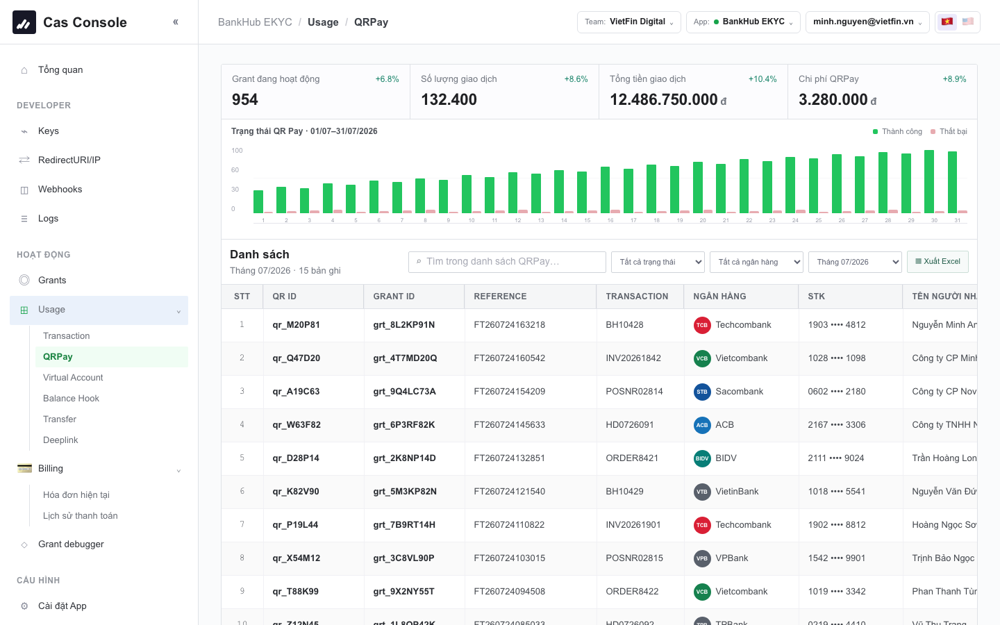 Cas Console
«
Tổng quan
DEVELOPER
Keys
RedirectURI/IP
Webhooks
Logs
HOẠT ĐỘNG
Grants
Usage
Transaction
QRPay
Virtual Account
Balance Hook
Transfer
Deeplink
Billing
Hóa đơn hiện tại
Lịch sử thanh toán
Grant debugger
CẤU HÌNH
Cài đặt App
BankHub EKYC / Usage / QRPay
Team: VietFin Digital
App: BankHub EKYC
minh.nguyen@vietfin.vn
Grant đang hoạt động +6.8%
954
Số lượng giao dịch +8.6%
132.400
Tổng tiền giao dịch +10.4%
12.486.750.000 đ
Chi phí QRPay +8.9%
3.280.000 đ
Trạng thái QR Pay · 01/07–31/07/2026
Thành công Thất bại
100
60
30
0
1 2 3 4 5 6 7 8 9 10 11 12 13 14 15 16 17 18 19 20 21 22 23 24 25 26 27 28 29 30 31
Danh sách
Tháng 07/2026 · 15 bản ghi
Tìm trong danh sách QRPay...
Tất cả trạng thái
Tất cả ngân hàng
Tháng 07/2026
Xuất Excel
STT QR ID GRANT ID REFERENCE TRANSACTION NGÂN HÀNG STK TÊN NGƯỜI
1 qr_M20P81 grt_8L2KP91N FT260724163218 BH10428 TCB Techcombank 1903 •••• 4812 Nguyễn Minh An
2 qr_Q47D20 grt_4T7MD20Q FT260724160542 INV20261842 VCB Vietcombank 1028 •••• 1098 Công ty CP Minh
3 qr_A19C63 grt_9Q4LC73A FT260724154209 POSNR02814 STB Sacombank 0602 •••• 2180 Công ty CP Nov
4 qr_W63F82 grt_6P3RF82K FT260724145633 HD0726091 ACB ACB 2167 •••• 3306 Công ty TNHH
5 qr_D28P14 grt_2K8NP14D FT260724132851 ORDER8421 BIDV BIDV 2111 •••• 9024 Trần Hoàng Lon
6 qr_K82V90 grt_5M3KP82N FT260724121540 BH10429 VTB VietinBank 1018 •••• 5541 Nguyễn Văn Đứ
7 qr_P19L44 grt_7B9RT14H FT260724110822 INV20261901 TCB Techcombank 1902 •••• 8812 Hoàng Ngọc
8 qr_X54M12 grt_3C8VL90P FT260724103015 POSNR02815 VPB VPBank 1542 •••• 9901 Trịnh Bảo Ngọc
9 qr_T88K99 grt_9X2NY55T FT260724094508 ORDER8422 VCB Vietcombank 1019 •••• 3342 Phan Thanh